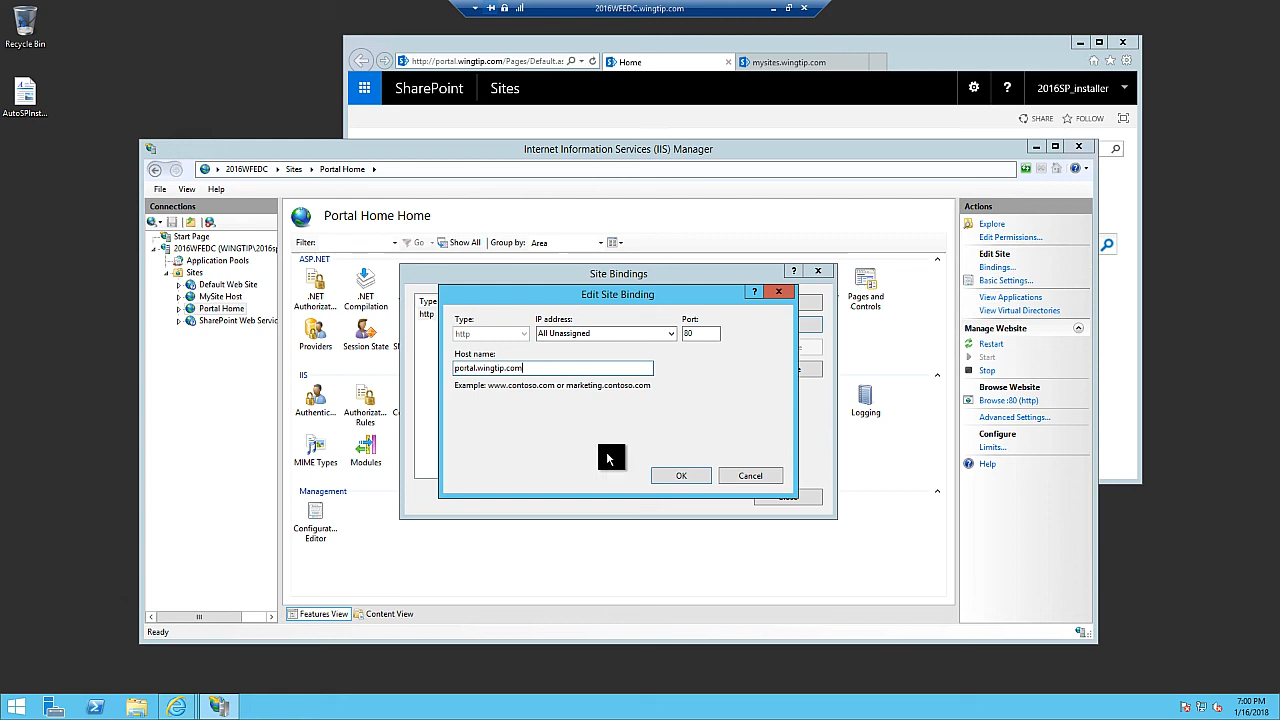 2016WFEDC.wingtip.com
Recycle Bin
AutoSPInst...
http://portal.wingtip.com/Pages/Default.as
Home
mysites.wingtip.com
SharePoint
Sites
2016SP_installer
SHARE
FOLLOW
Internet Information Services (IIS) Manager
2016WFEDC
Sites
Portal Home
File
View
Help
Connections
Start Page
2016WFEDC (WINGTIP\2016s
Application Pools
Sites
Default Web Site
MySite Host
Portal Home
SharePoint Web Servic
Portal Home Home
Filter:
Go
Show All
Group by:
Area
ASP.NET
.NET Authorizat...
.NET Compilation
Pages and Controls
Providers
Session State
IIS
Authentic...
Authorizat... Rules
Logging
MIME Types
Modules
Management
Configurat... Editor
Site Bindings
Type
http
Edit Site Binding
Type:
IP address:
Port:
http
All Unassigned
80
Host name:
portal.wingtip.com
Example: www.contoso.com or marketing.contoso.com
OK
Cancel
Features View
Content View
Ready
Actions
Explore
Edit Permissions...
Edit Site
Bindings...
Basic Settings...
View Applications
View Virtual Directories
Manage Website
Restart
Start
Stop
Browse Website
Browse :80 (http)
Advanced Settings...
Configure
Limits...
Help
7:00 PM
1/16/2018